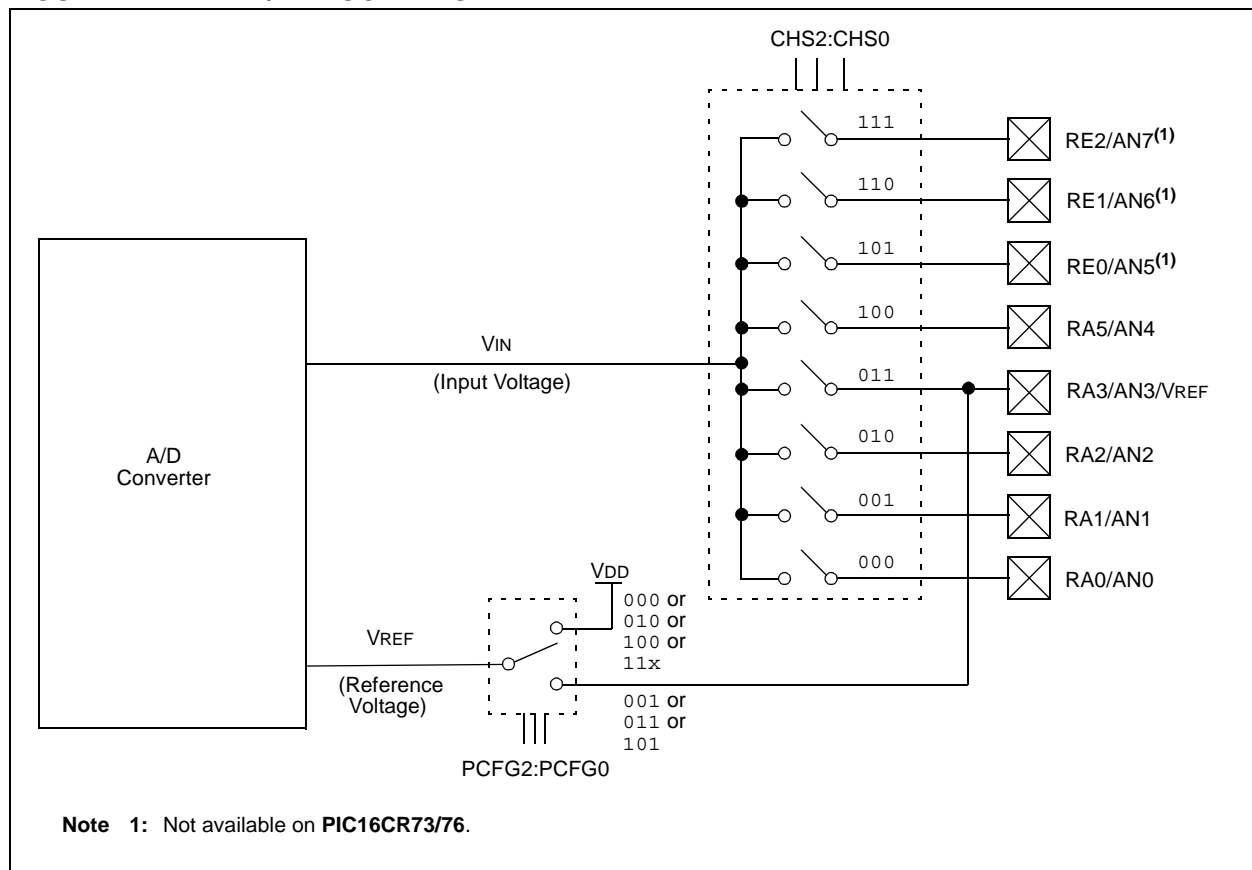 CHS2:CHS0
111
RE2/AN7(1)
110
RE1/AN6(1)
101
RE0/AN5(1)
100
RA5/AN4
VIN
(Input Voltage)
011
RA3/AN3/VREF
A/D
Converter
010
RA2/AN2
001
RA1/AN1
000
RA0/AN0
VDD
000 or
010 or
100 or
11x
VREF
(Reference
Voltage)
001 or
011 or
101
PCFG2:PCFG0
Note 1: Not available on PIC16CR73/76.